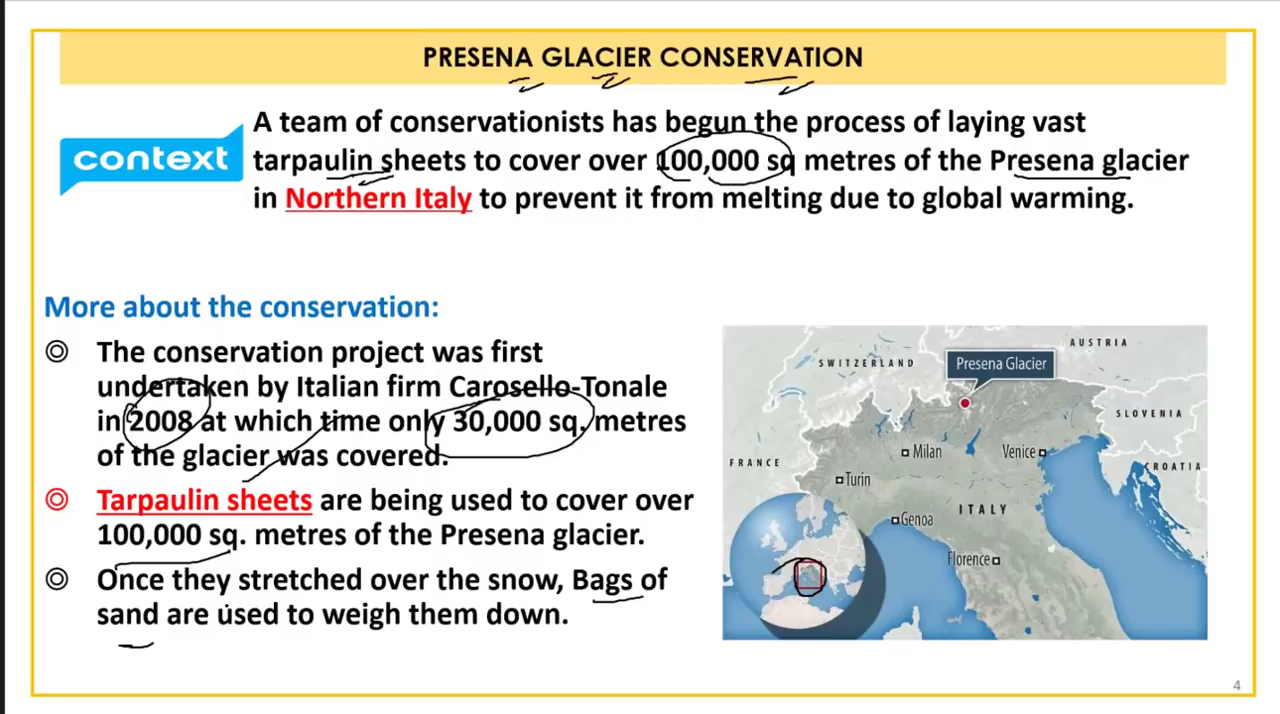 PRESENA GLACIER CONSERVATION
context
A team of conservationists has begun the process of laying vast
tarpaulin sheets to cover over 100,000 sq metres of the Presena glacier
in Northern Italy to prevent it from melting due to global warming.
More about the conservation:
◎ The conservation project was first
undertaken by Italian firm Carosello-Tonale
in 2008 at which time only 30,000 sq. metres
of the glacier was covered.
◎ Tarpaulin sheets are being used to cover over
100,000 sq. metres of the Presena glacier.
◎ Once they stretched over the snow, Bags of
sand are used to weigh them down.
AUSTRIA
SWITZERLAND
Presena Glacier
SLOVENIA
Milan
Venice
FRANCE
CROATIA
Turin
Genoa
ITALY
Florence
4